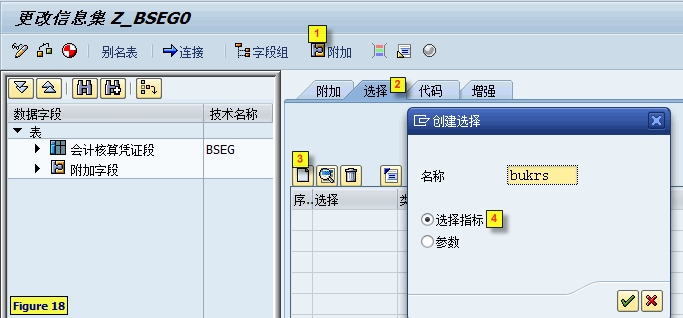 更改信息集 Z_BSEG0
1
别名表 连接 字段组 附加
附加 选择 2 代码 增强
数据字段 技术名称
表
会计核算凭证段 BSEG
附加字段
3
序.. 选择 类
创建选择
名称 bukrs
选择指标 4
参数
Figure 18